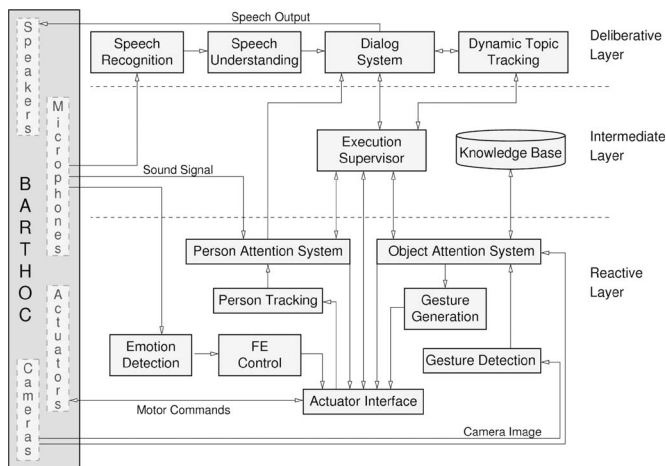 Speech Output
Speakers
Speech
Recognition
Speech
Understanding
Dialog
System
Dynamic Topic
Tracking
Deliberative
Layer
Microphones
Sound Signal
Execution
Supervisor
Knowledge Base
Intermediate
Layer
BARTHOC
Person Attention System
Object Attention System
Reactive
Layer
Person Tracking
Gesture
Generation
Actuators
Emotion
Detection
FE
Control
Gesture Detection
Cameras
Motor Commands
Actuator Interface
Camera Image